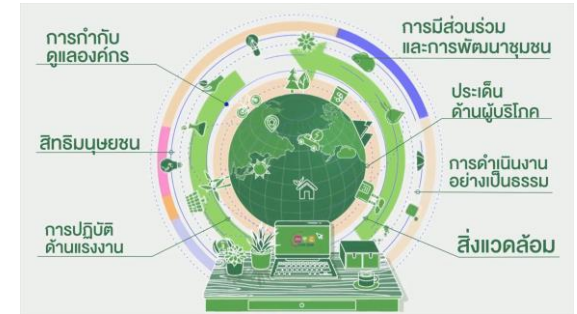 การกำกับ
ดูแลองค์กร
สิทธิมนุษยชน
การปฏิบัติ
ด้านแรงงาน
การมีส่วนร่วม
และการพัฒนาชุมชน
ประเด็น
ด้านผู้บริโภค
การดำเนินงาน
อย่างเป็นธรรม
สิ่งแวดล้อม